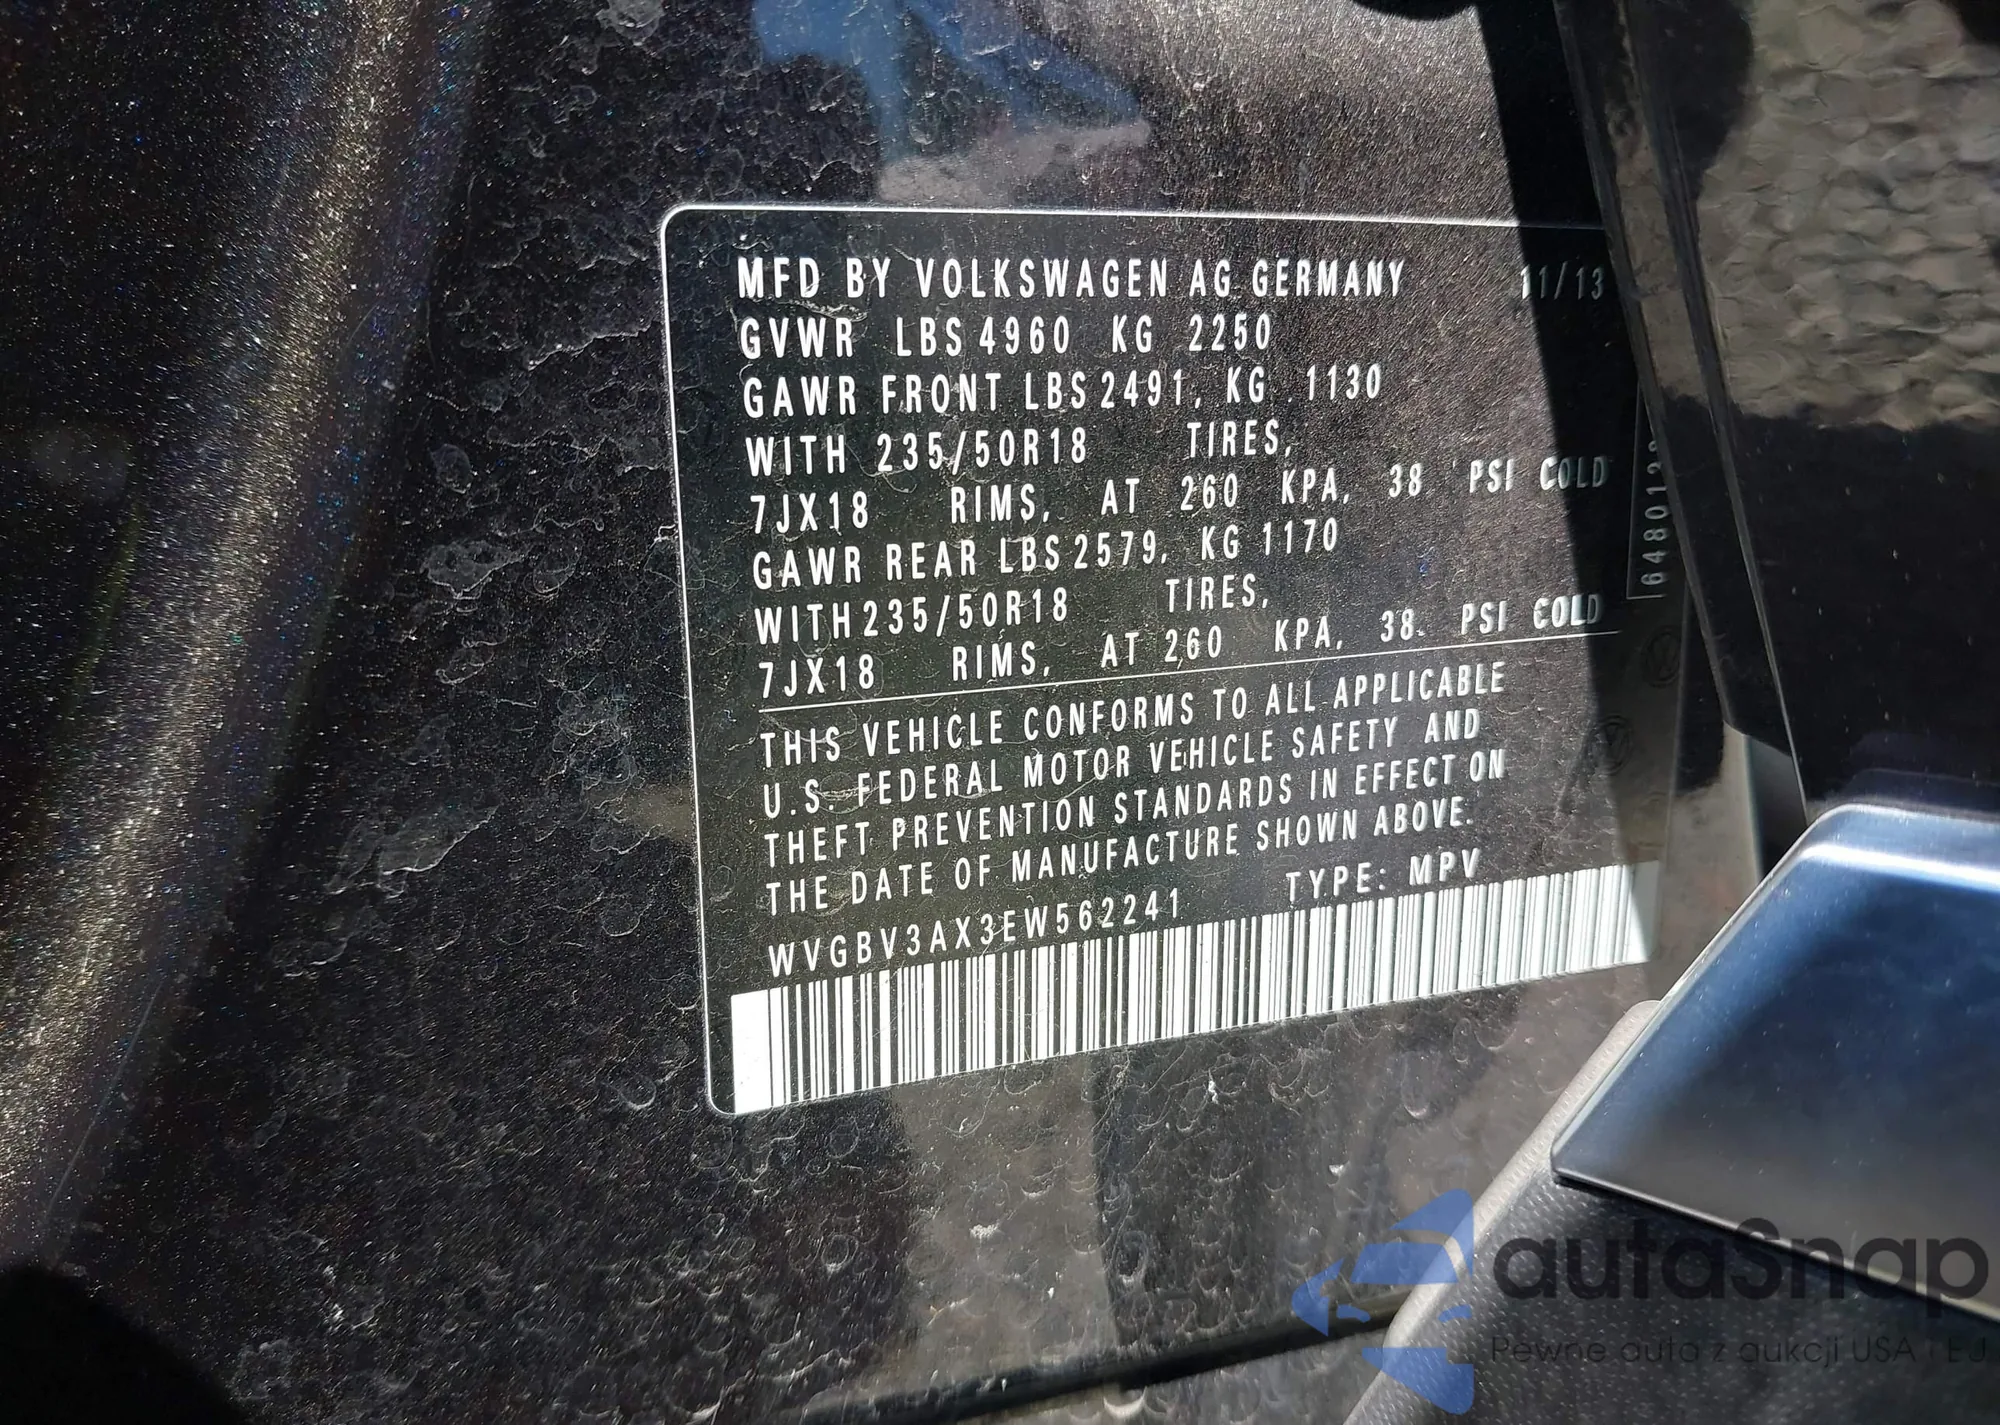 MFD BY VOLKSWAGEN AG GERMANY 11/13
GVWR LBS 4960 KG 2250
GAWR FRONT LBS 2491, KG 1130
WITH 235/50R18 TIRES,
7JX18 RIMS, AT 260 KPA, 38 PSI COLD
GAWR REAR LBS 2579, KG 1170
WITH 235/50R18 TIRES,
7JX18 RIMS, AT 260 KPA, 38 PSI COLD
THIS VEHICLE CONFORMS TO ALL APPLICABLE
U.S. FEDERAL MOTOR VEHICLE SAFETY AND
THEFT PREVENTION STANDARDS IN EFFECT ON
THE DATE OF MANUFACTURE SHOWN ABOVE.
WVGBV3AX3EW562241 TYPE: MPV
autaSnap
Pewne auta z aukcji USA i EU